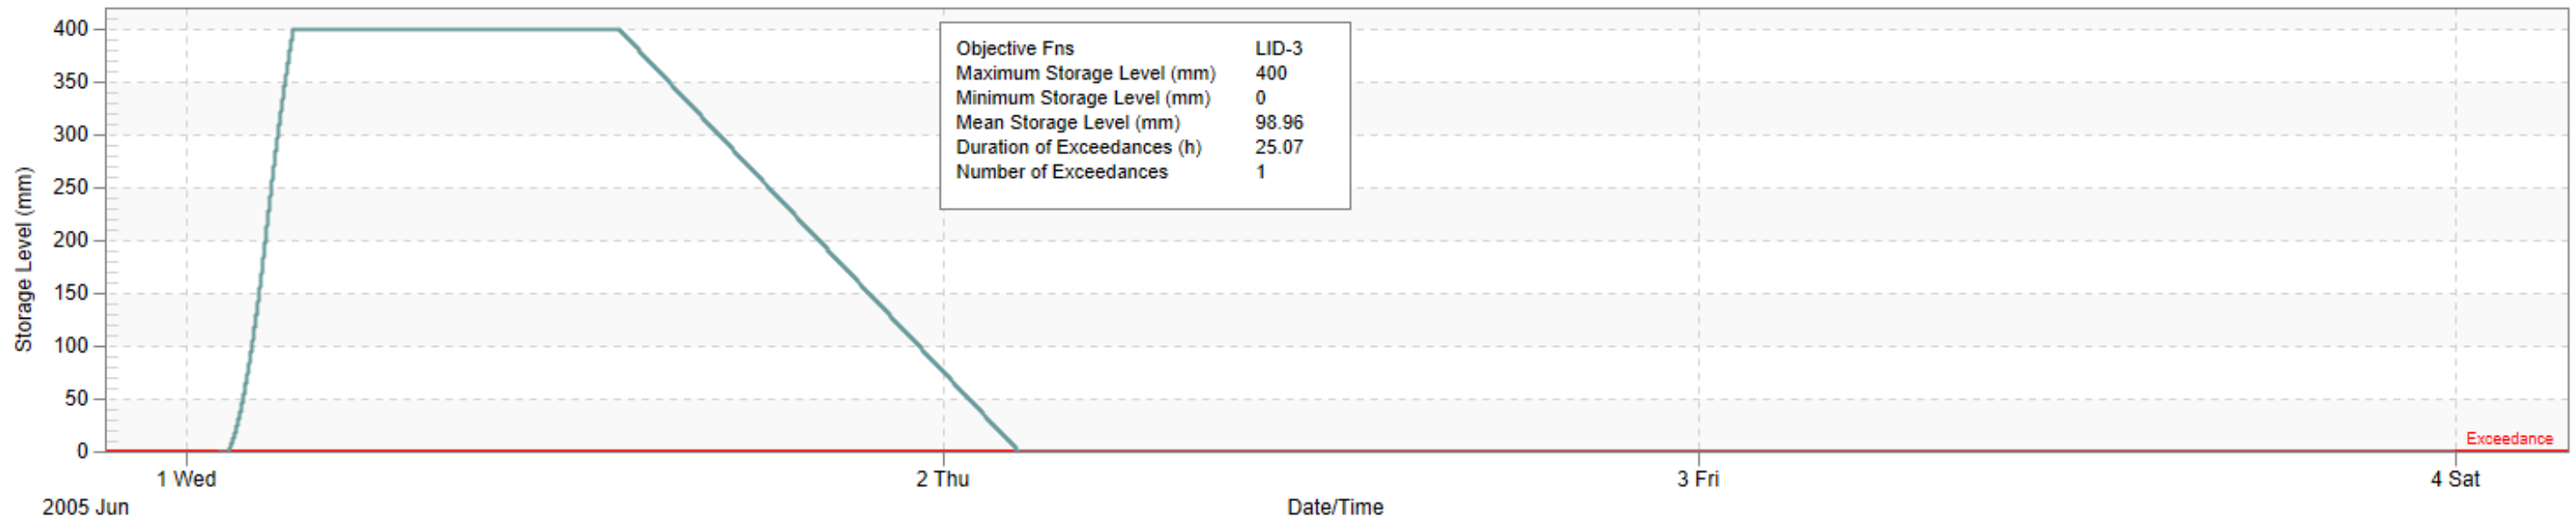 400
350
300
250
200
150
100
50
0
Storage Level (mm)
Objective Fns LID-3
Maximum Storage Level (mm) 400
Minimum Storage Level (mm) 0
Mean Storage Level (mm) 98.96
Duration of Exceedances (h) 25.07
Number of Exceedances 1
Exceedance
1 Wed 2 Thu 3 Fri 4 Sat
2005 Jun Date/Time